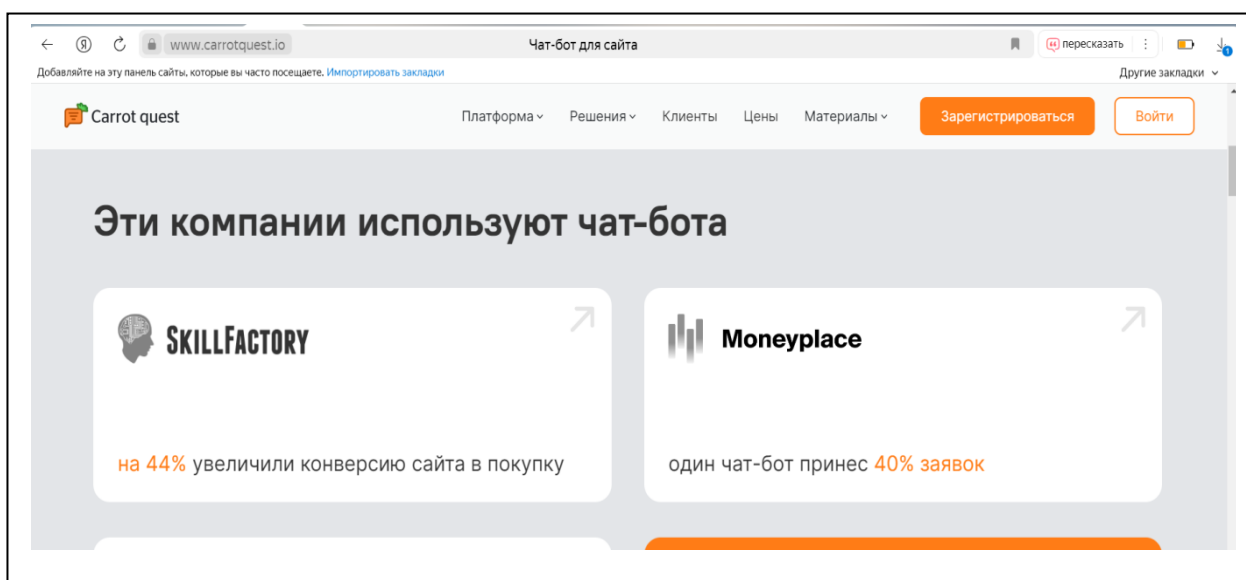 www.carrotquest.io Чат-бот для сайта пересказать
Добавляйте на эту панель сайты, которые вы часто посещаете. Импортировать закладки Другие закладки
Carrot quest Платформа Решения Клиенты Цены Материалы Зарегистрироваться Войти
Эти компании используют чат-бота
SKILLFACTORY
на 44% увеличили конверсию сайта в покупку
Moneyplace
один чат-бот принес 40% заявок